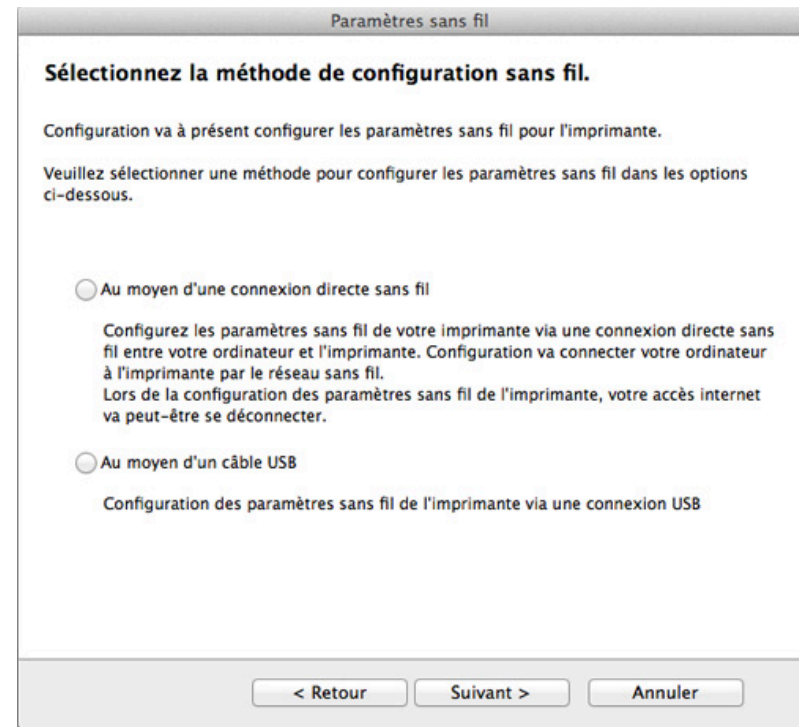 Paramètres sans fil
Sélectionnez la méthode de configuration sans fil.
Configuration va à présent configurer les paramètres sans fil pour l'imprimante.
Veuillez sélectionner une méthode pour configurer les paramètres sans fil dans les options
ci-dessous.
Au moyen d'une connexion directe sans fil
Configurez les paramètres sans fil de votre imprimante via une connexion directe sans
fil entre votre ordinateur et l'imprimante. Configuration va connecter votre ordinateur
à l'imprimante par le réseau sans fil.
Lors de la configuration des paramètres sans fil de l'imprimante, votre accès internet
va peut-être se déconnecter.
Au moyen d'un câble USB
Configuration des paramètres sans fil de l'imprimante via une connexion USB
< Retour Suivant > Annuler